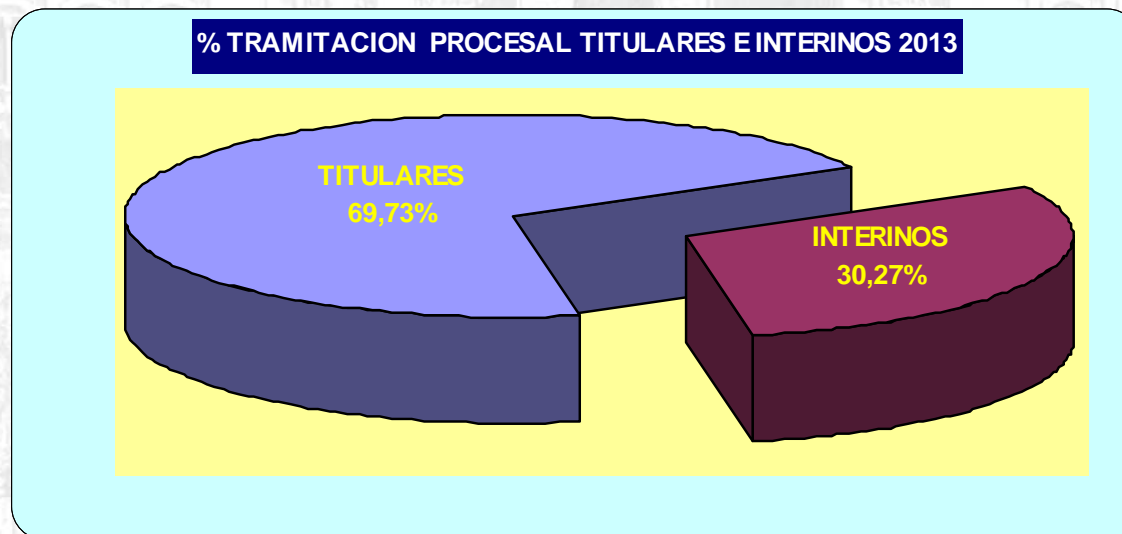 % TRAMITACION PROCESAL TITULARES E INTERINOS 2013
TITULARES
69,73%
INTERINOS
30,27%